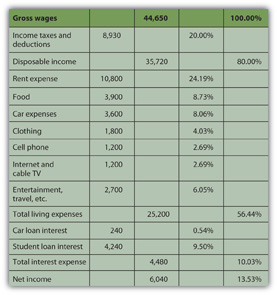 Gross wages 44,650 100.00%
Income taxes and
deductions 8,930 20.00%
Disposable income 35,720 80.00%
Rent expense 10,800 24.19%
Food 3,900 8.73%
Car expenses 3,600 8.06%
Clothing 1,800 4.03%
Cell phone 1,200 2.69%
Internet and
cable TV 1,200 2.69%
Entertainment,
travel, etc. 2,700 6.05%
Total living expenses 25,200 56.44%
Car loan interest 240 0.54%
Student loan interest 4,240 9.50%
Total interest expense 4,480 10.03%
Net income 6,040 13.53%